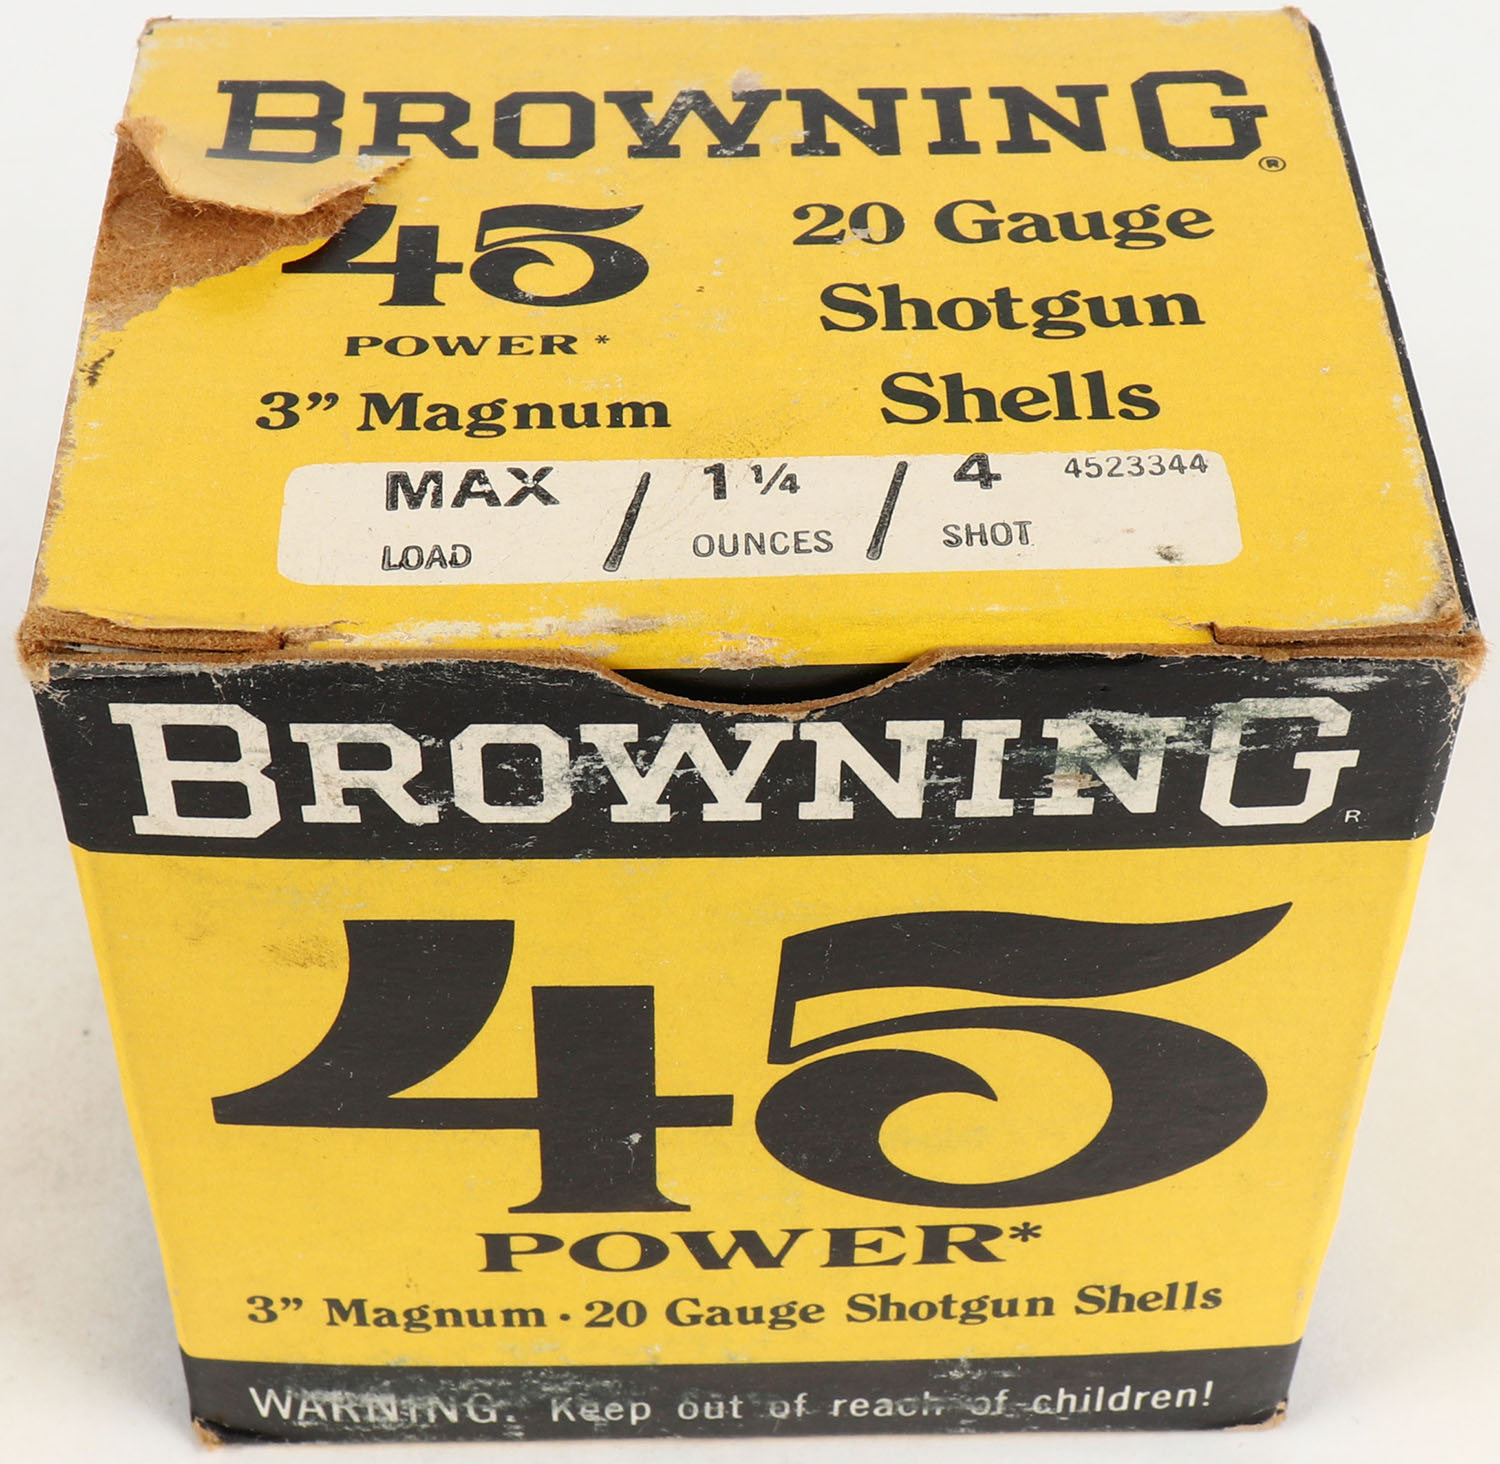 BROWNING®
45 20 Gauge
POWER* Shotgun
3” Magnum Shells
MAX / 1 1/4 / 4 4523344
LOAD OUNCES SHOT
BROWNING R
45
POWER*
3” Magnum · 20 Gauge Shotgun Shells
WARNING. Keep out of reach of children!